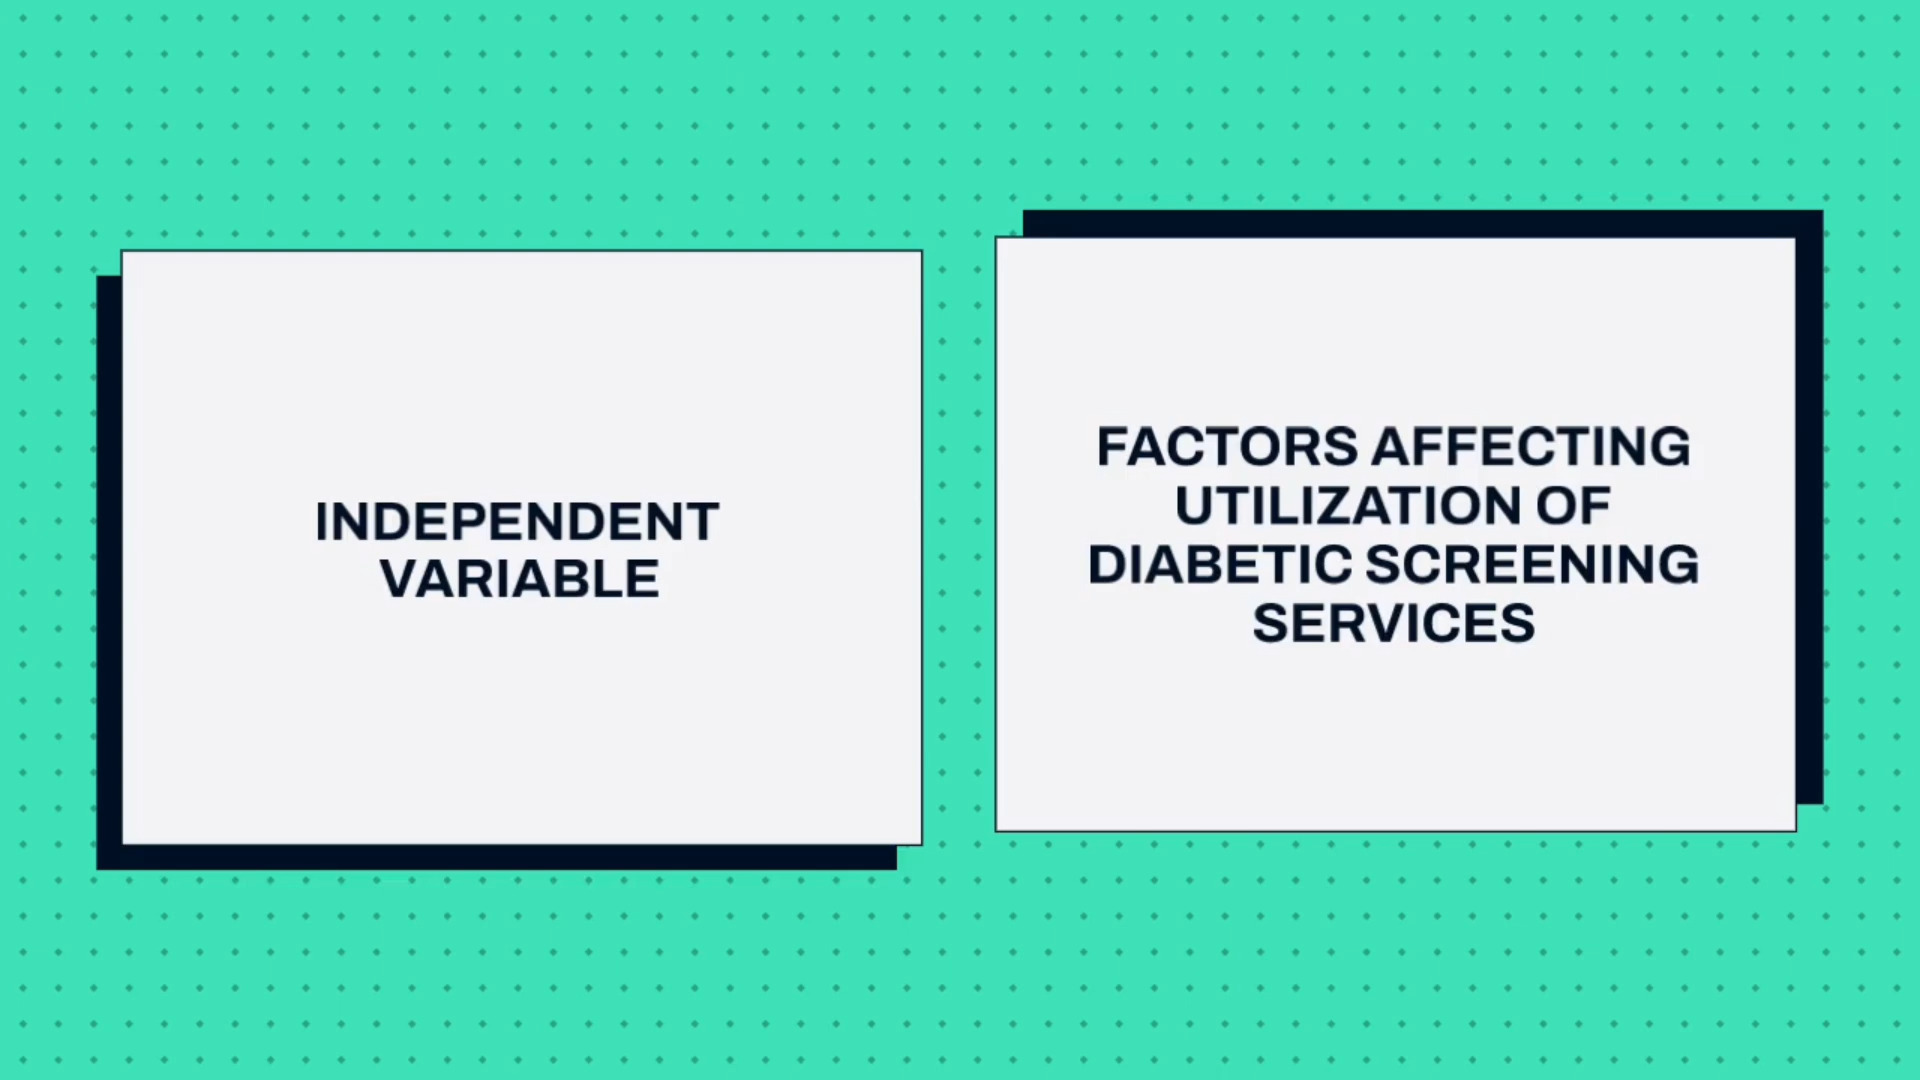 INDEPENDENT
VARIABLE
FACTORS AFFECTING
UTILIZATION OF
DIABETIC SCREENING
SERVICES